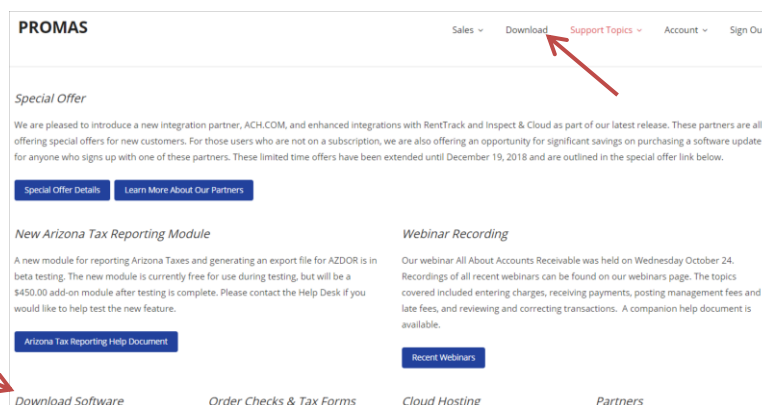 PROMAS
Sales Download Support Topics Account Sign Ou
Special Offer
We are pleased to introduce a new integration partner, ACH.COM, and enhanced integrations with RentTrack and Inspect & Cloud as part of our latest release. These partners are all
offering special offers for new customers. For those users who are not on a subscription, we are also offering an opportunity for significant savings on purchasing a software update
for anyone who signs up with one of these partners. These limited time offers have been extended until December 19, 2018 and are outlined in the special offer link below.
Special Offer Details Learn More About Our Partners
New Arizona Tax Reporting Module
A new module for reporting Arizona Taxes and generating an export file for AZDOR is in
beta testing. The new module is currently free for use during testing, but will be a
$450.00 add-on module after testing is complete. Please contact the Help Desk if you
would like to help test the new feature.
Arizona Tax Reporting Help Document
Webinar Recording
Our webinar All About Accounts Receivable was held on Wednesday October 24.
Recordings of all recent webinars can be found on our webinars page. The topics
covered included entering charges, receiving payments, posting management fees and
late fees, and reviewing and correcting transactions. A companion help document is
available.
Recent Webinars
Download Software Order Checks & Tax Forms Cloud Hosting Partners